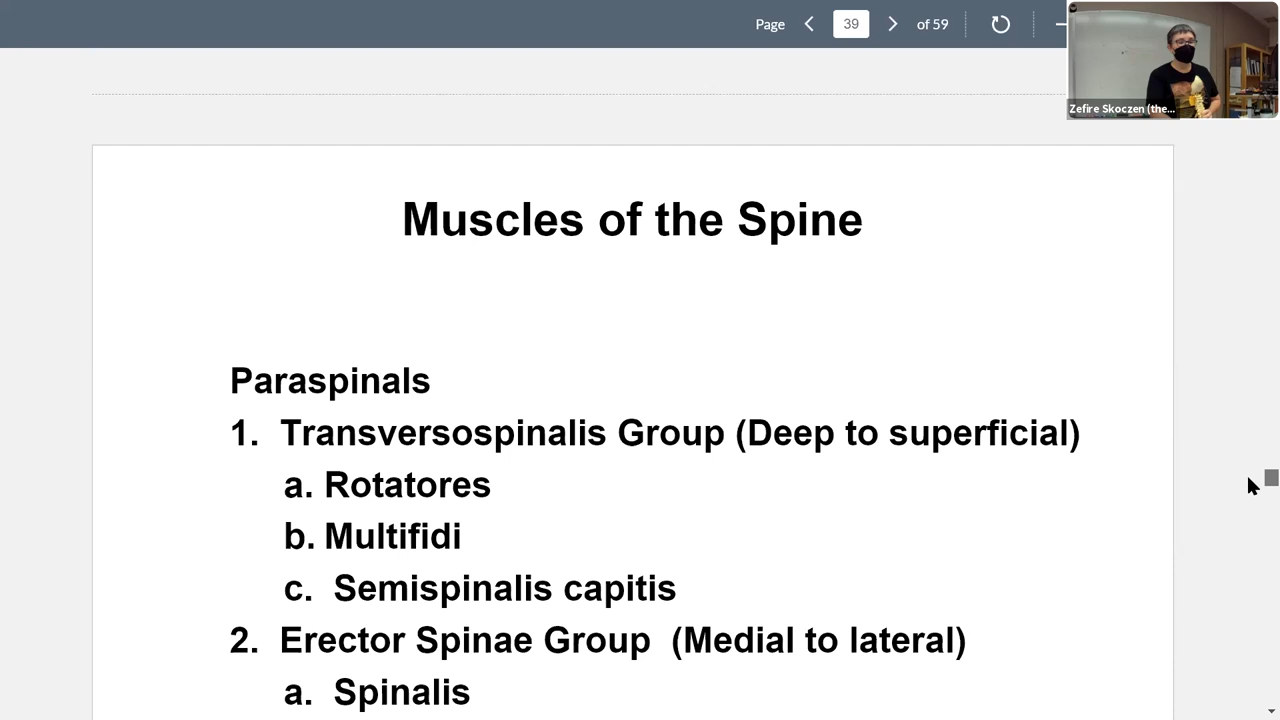 Page 39 of 59
Zefire Skoczen (the...
Muscles of the Spine
Paraspinals
1. Transversospinalis Group (Deep to superficial)
a. Rotatores
b. Multifidi
c. Semispinalis capitis
2. Erector Spinae Group (Medial to lateral)
a. Spinalis